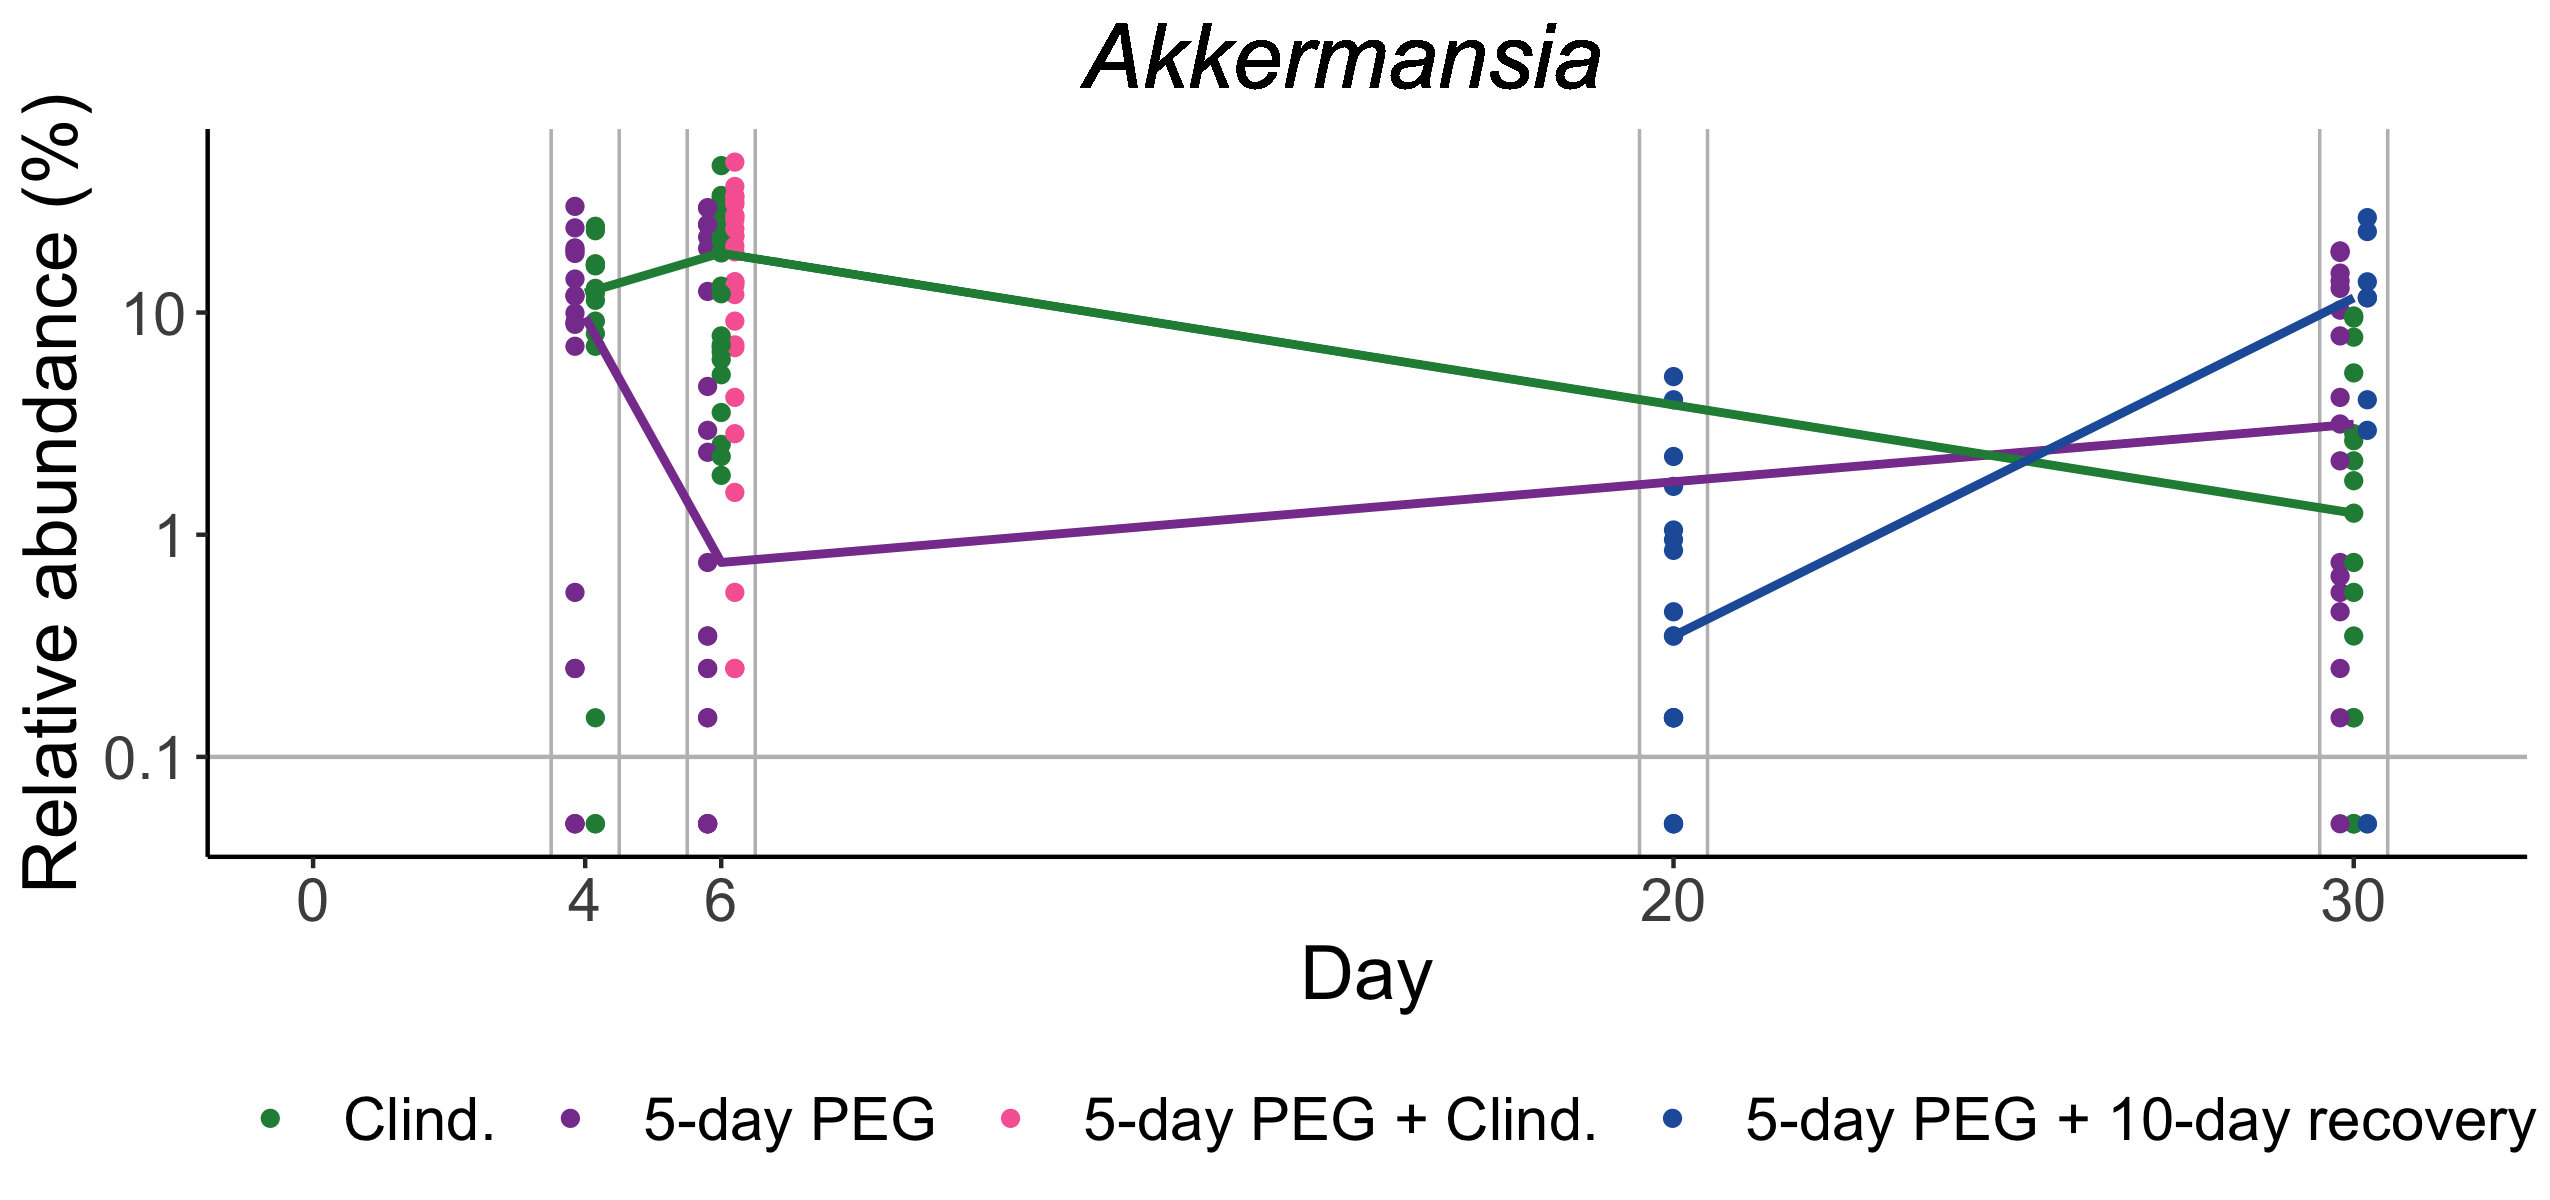 Akkermansia
Relative abundance (%)
10
1
0.1
0 4 6 20 30
Day
Clind. 5-day PEG 5-day PEG + Clind. 5-day PEG + 10-day recovery